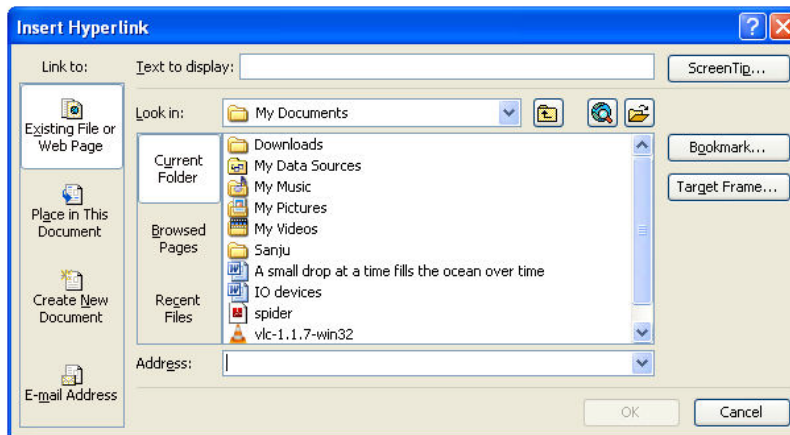 Insert Hyperlink
Link to:
Text to display:
ScreenTip...
Existing File or
Web Page
Place in This
Document
Create New
Document
E-mail Address
Look in:
My Documents
Current
Folder
Browsed
Pages
Recent
Files
Downloads
My Data Sources
My Music
My Pictures
My Videos
Sanju
A small drop at a time fills the ocean over time
IO devices
spider
vlc-1.1.7-win32
Bookmark...
Target Frame...
Address:
OK
Cancel